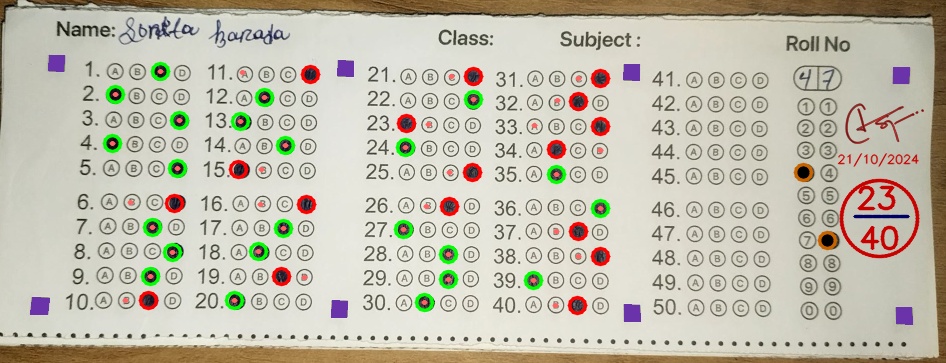 Name:
Class:
Subject :
Roll No
4 7
1. A B D
2. B C D
3. A B C
4. B C D
5. A B C
6. A B C
7. A B D
8. A B C
9. A B D
10. A B D
11. A B C
12. A C D
13. B C D
14. A B D
15. B C D
16. A B C
17. A B D
18. A C D
19. A B D
20. B C D
21. A B C
22. A B C
23. B C D
24. B C D
25. A B C
26. A B D
27. B C D
28. A B D
29. A B D
30. A C D
31. A B C
32. A B D
33. A B C
34. A C D
35. A C D
36. A B C
37. A B D
38. A B C
39. B C D
40. A B D
41. A B C D
42. A B C D
43. A B C D
44. A B C D
45. A B C D
46. A B C D
47. A B C D
48. A B C D
49. A B C D
50. A B C D
1 1
2 2
3 3
4
5 5
6 6
7
8 8
9 9
0 0
21/10/2024
23
40